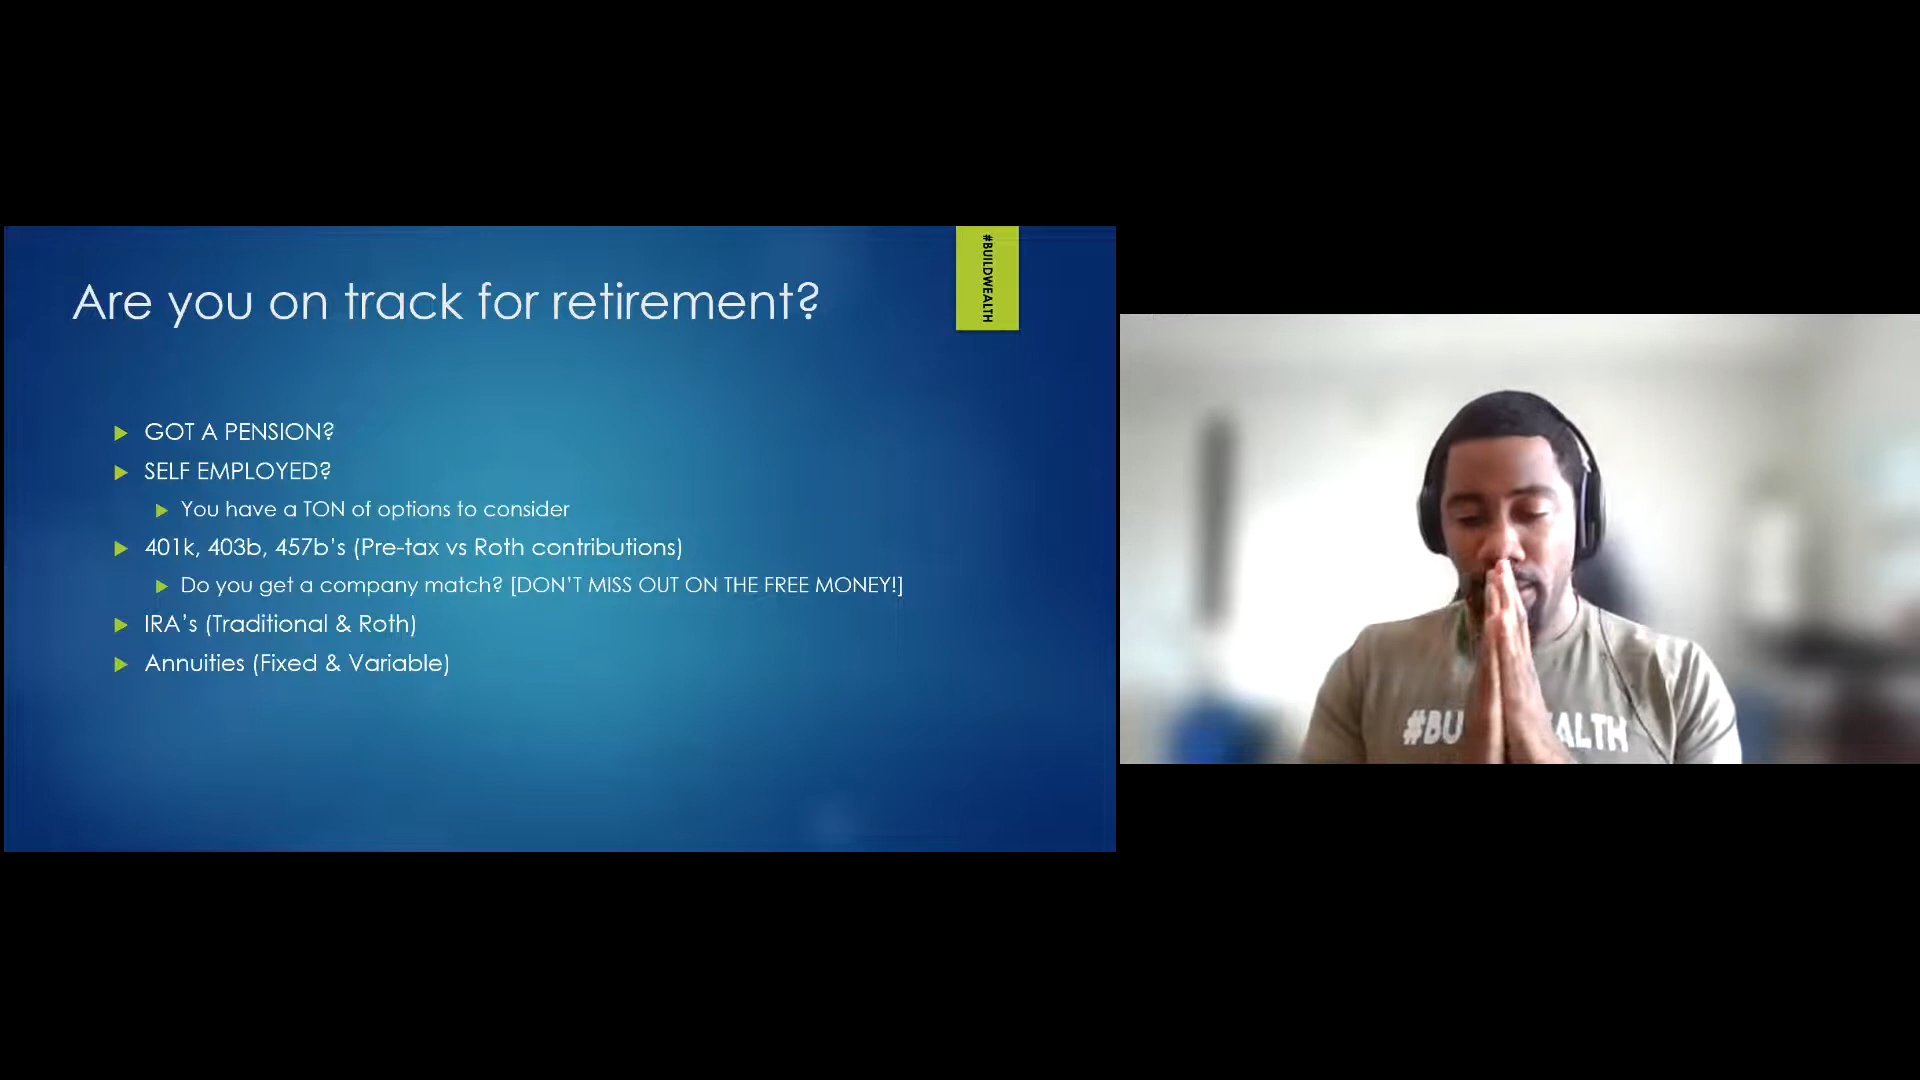 Are you on track for retirement?
#BUILDWEALTH
GOT A PENSION?
SELF EMPLOYED?
You have a TON of options to consider
401k, 403b, 457b’s (Pre-tax vs Roth contributions)
Do you get a company match? [DON’T MISS OUT ON THE FREE MONEY!]
IRA’s (Traditional & Roth)
Annuities (Fixed & Variable)
#BU ALTH